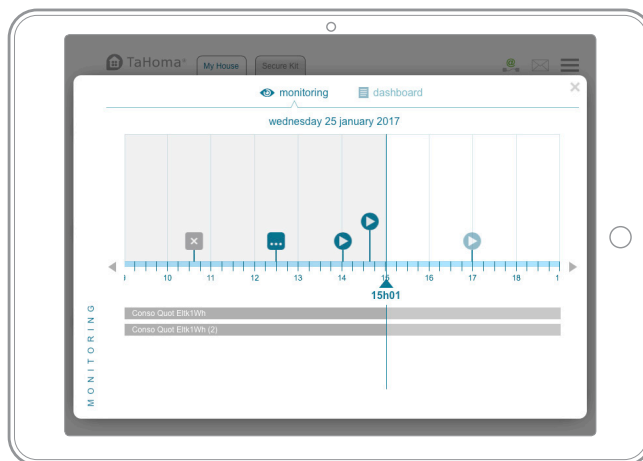 TaHoma®
My House
Secure Kit
monitoring
dashboard
wednesday 25 january 2017
10 11 12 13 14 15 16 17 18 1
15h01
MONITORING
Conso Quot Eltk1Wh
Conso Quot Eltk1Wh (2)